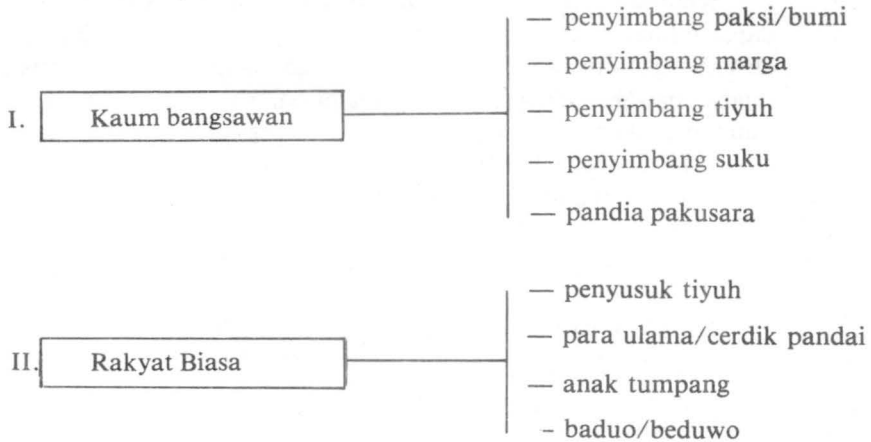 — penyimbang paksi/bumi
— penyimbang marga
I. Kaum bangsawan — penyimbang tiyuh
— penyimbang suku
— pandia pakusara
— penyusuk tiyuh
— para ulama/cerdik pandai
II. Rakyat Biasa
— anak tumpang
- baduo/beduwo